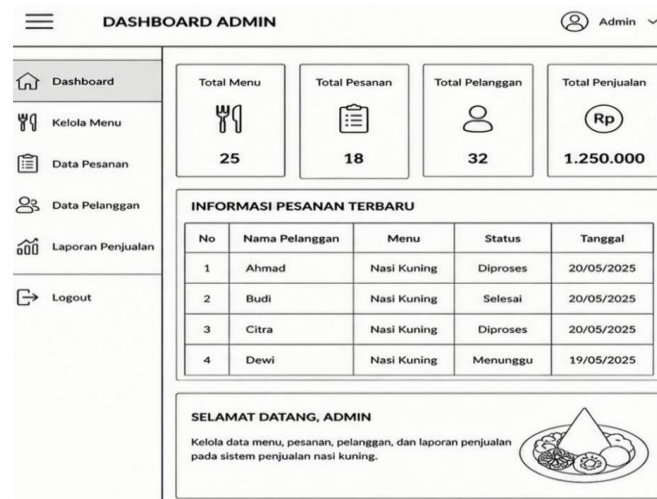 DASHBOARD ADMIN
Admin
Dashboard
Kelola Menu
Data Pesanan
Data Pelanggan
Laporan Penjualan
Logout
Total Menu
25
Total Pesanan
18
Total Pelanggan
32
Total Penjualan
Rp
1.250.000
INFORMASI PESANAN TERBARU
No Nama Pelanggan Menu Status Tanggal
1 Ahmad Nasi Kuning Diproses 20/05/2025
2 Budi Nasi Kuning Selesai 20/05/2025
3 Citra Nasi Kuning Diproses 20/05/2025
4 Dewi Nasi Kuning Menunggu 19/05/2025
SELAMAT DATANG, ADMIN
Kelola data menu, pesanan, pelanggan, dan laporan penjualan
pada sistem penjualan nasi kuning.